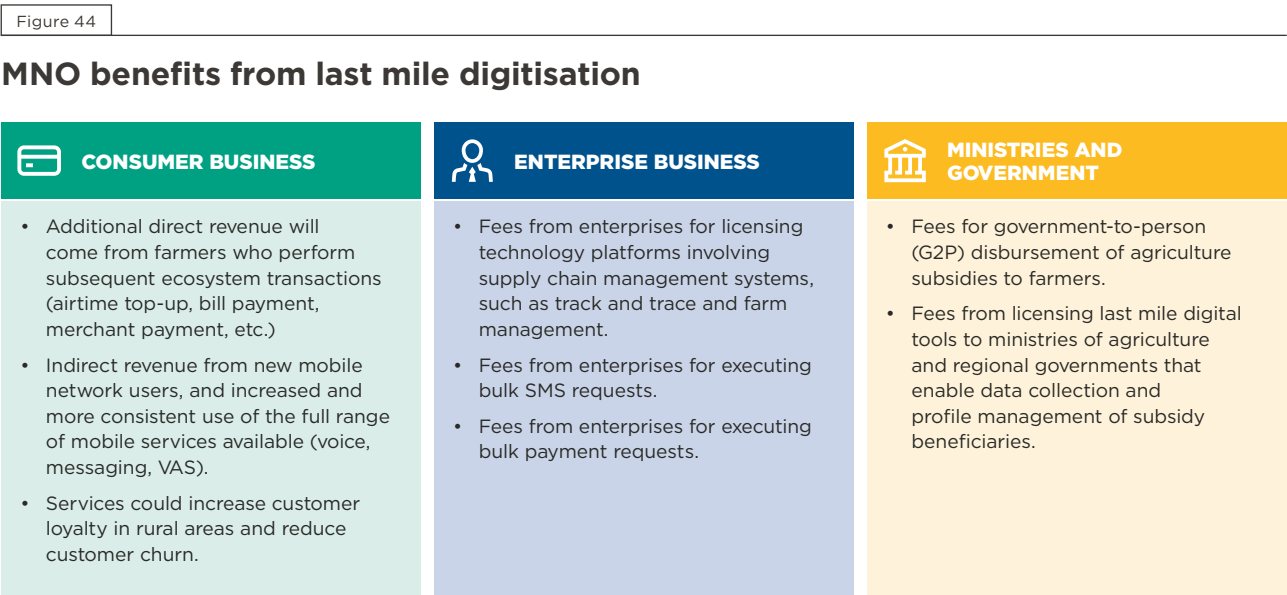 Figure 44
MNO benefits from last mile digitisation
CONSUMER BUSINESS
• Additional direct revenue will
come from farmers who perform
subsequent ecosystem transactions
(airtime top-up, bill payment,
merchant payment, etc.)
• Indirect revenue from new mobile
network users, and increased and
more consistent use of the full range
of mobile services available (voice,
messaging, VAS).
• Services could increase customer
loyalty in rural areas and reduce
customer churn.
ENTERPRISE BUSINESS
• Fees from enterprises for licensing
technology platforms involving
supply chain management systems,
such as track and trace and farm
management.
• Fees from enterprises for executing
bulk SMS requests.
• Fees from enterprises for executing
bulk payment requests.
MINISTRIES AND
GOVERNMENT
• Fees for government-to-person
(G2P) disbursement of agriculture
subsidies to farmers.
• Fees from licensing last mile digital
tools to ministries of agriculture
and regional governments that
enable data collection and
profile management of subsidy
beneficiaries.